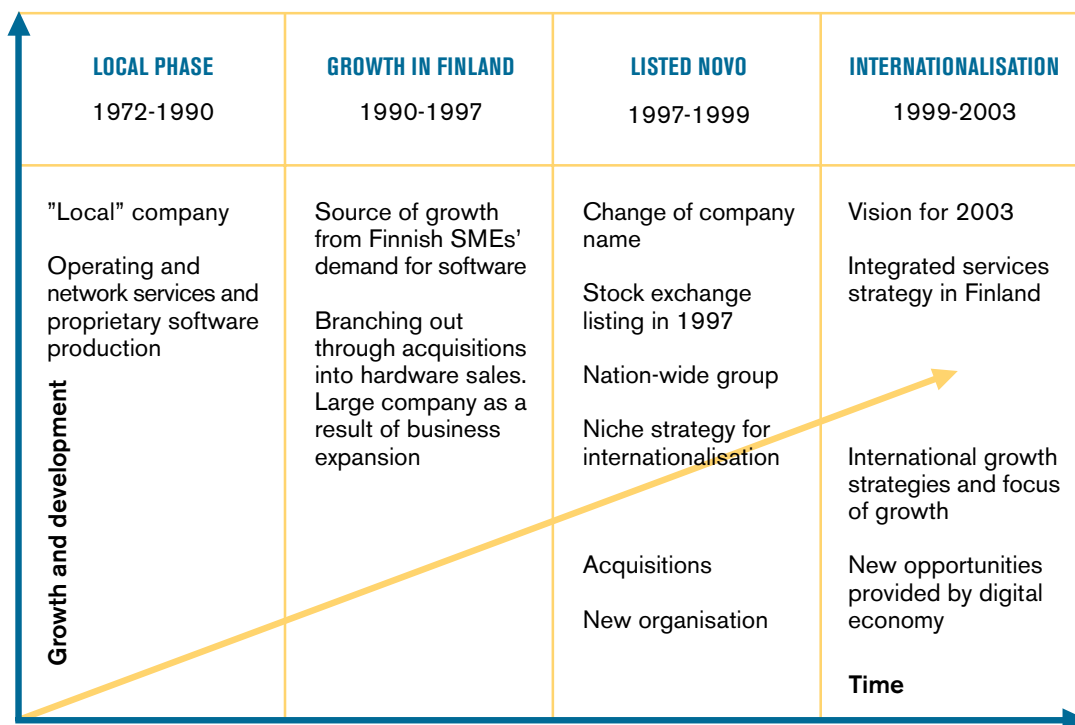 LOCAL PHASE
1972-1990
GROWTH IN FINLAND
1990-1997
LISTED NOVO
1997-1999
INTERNATIONALISATION
1999-2003
”Local” company
Operating and
network services and
proprietary software
production
Growth and development
Source of growth
from Finnish SMEs’
demand for software
Branching out
through acquisitions
into hardware sales.
Large company as a
result of business
expansion
Change of company
name
Stock exchange
listing in 1997
Nation-wide group
Niche strategy for
internationalisation
Acquisitions
New organisation
Vision for 2003
Integrated services
strategy in Finland
International growth
strategies and focus
of growth
New opportunities
provided by digital
economy
Time